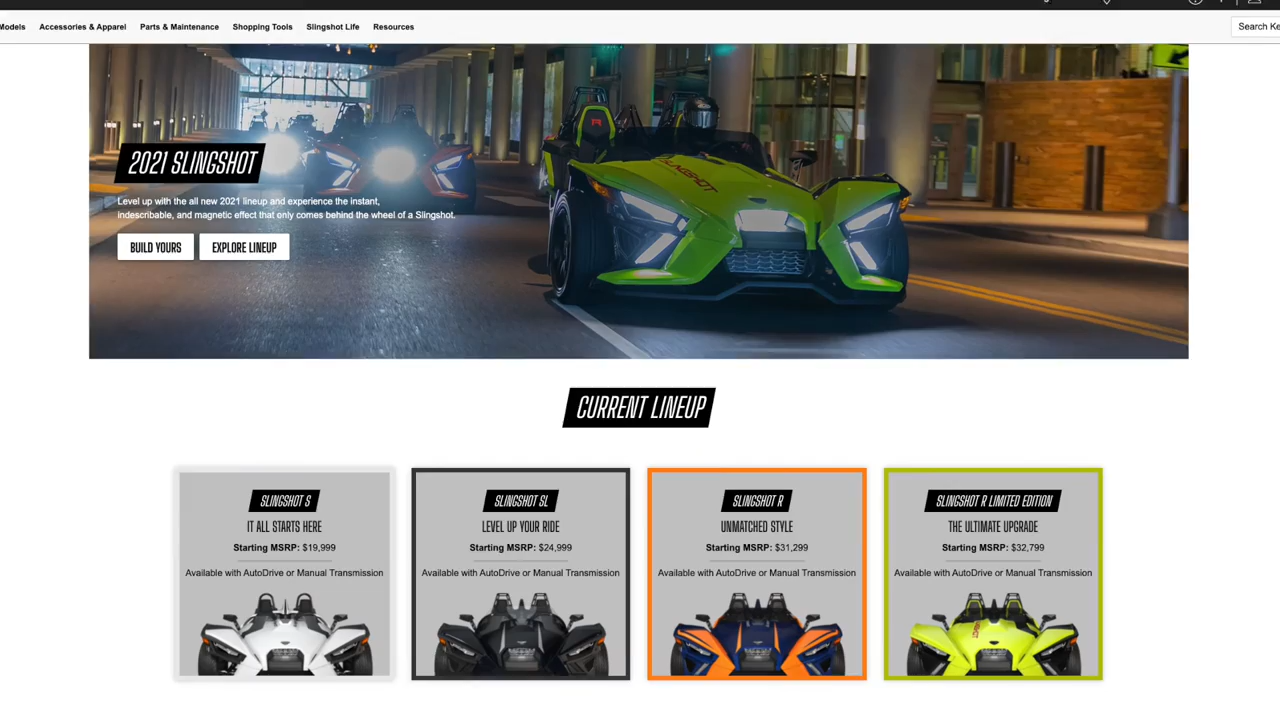 Models Accessories & Apparel Parts & Maintenance Shopping Tools Slingshot Life Resources
2021 SLINGSHOT
Level up with the all new 2021 lineup and experience the instant,
indescribable, and magnetic effect that only comes behind the wheel of a Slingshot.
BUILD YOURS EXPLORE LINEUP
SLINGSHOT
CURRENT LINEUP
SLINGSHOT S
IT ALL STARTS HERE
Starting MSRP: $19,999
Available with AutoDrive or Manual Transmission
SLINGSHOT SL
LEVEL UP YOUR RIDE
Starting MSRP: $24,999
Available with AutoDrive or Manual Transmission
SLINGSHOT R
UNMATCHED STYLE
Starting MSRP: $31,299
Available with AutoDrive or Manual Transmission
SLINGSHOT R LIMITED EDITION
THE ULTIMATE UPGRADE
Starting MSRP: $32,799
Available with AutoDrive or Manual Transmission